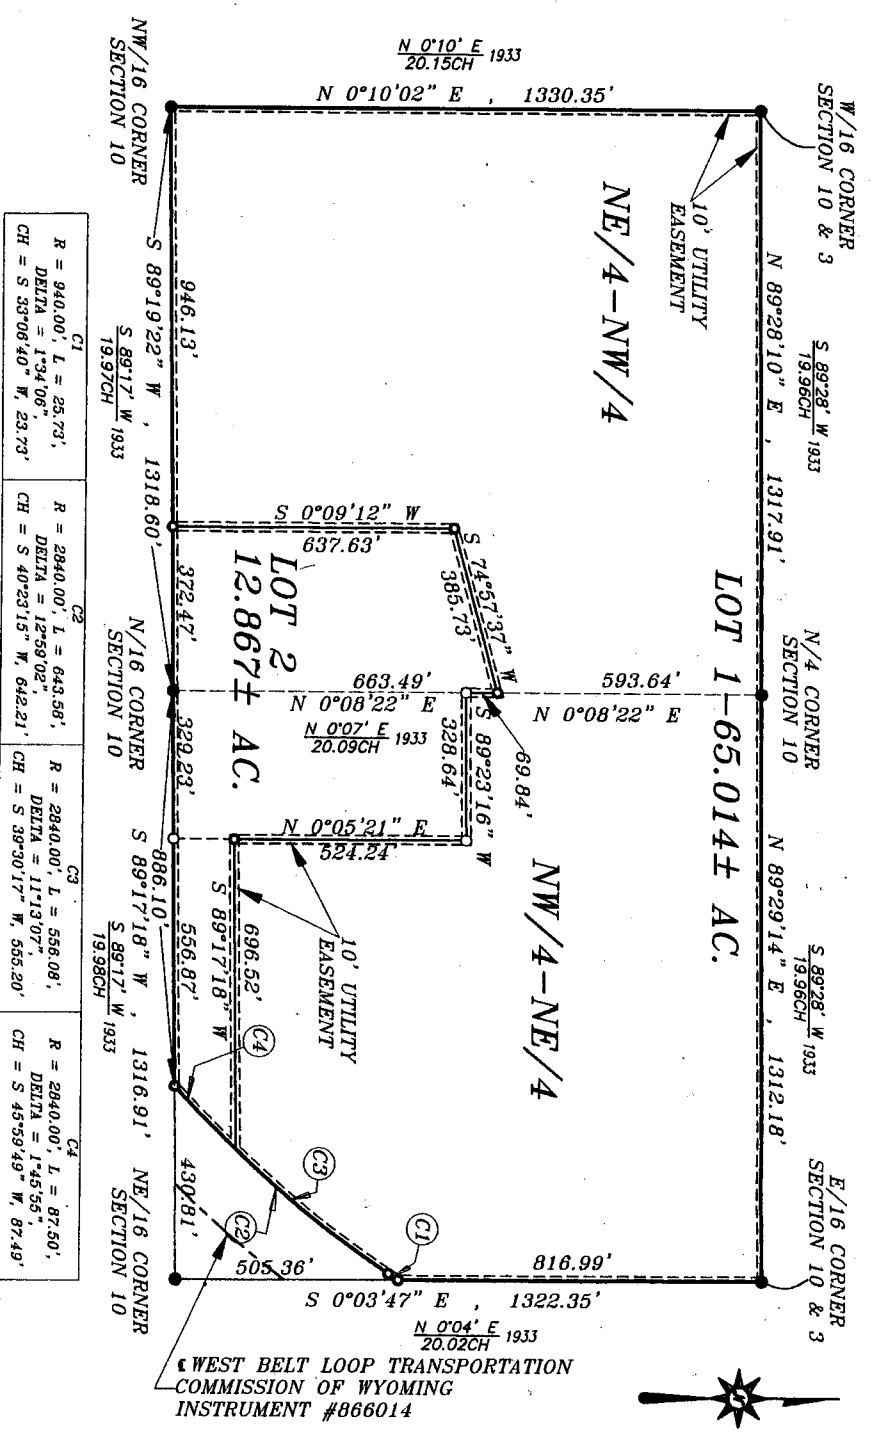 N 0°10' E
20.15CH 1933
N 0°10'02" E , 1330.35'
W/16 CORNER
SECTION 10 & 3
NW/16 CORNER
SECTION 10
10' UTILITY
EASEMENT
NE/4-NW/4
N 89°28'10" E , 1317.91'
S 89°28' W 1933
19.96CH
N/4 CORNER
SECTION 10
LOT 1-65.014± AC.
N 89°29'14" E , 1312.18'
S 89°28' W 1933
19.96CH
E/16 CORNER
SECTION 10 & 3
946.13'
S 89°19'22" W , 1318.60'
S 89°17' W 1933
19.97CH
S 0°09'12" W
637.63'
S 74°57'37" W
385.73'
LOT 2
12.867± AC.
372.47'
663.49'
N 0°08'22" E
593.64'
N 0°08'22" E
N 0°07' E
20.09CH 1933
69.84'
S 89°23'16" W
328.64'
N/16 CORNER
SECTION 10
329.23'
N 0°05'21" E
524.24'
NW/4-NE/4
10' UTILITY
EASEMENT
696.52'
S 89°17'18" W
556.87'
886.10'
S 89°17'18" W , 1316.91'
S 89°17' W 1933
19.98CH
C4
C3
C2
C1
430.81'
NE/16 CORNER
SECTION 10
505.36'
816.99'
S 0°03'47" E , 1322.35'
N 0°04' E
20.02CH 1933
℄ WEST BELT LOOP TRANSPORTATION
COMMISSION OF WYOMING
INSTRUMENT #866014
N
C1
R = 940.00', L = 25.73',
DELTA = 1°34'06",
CH = S 33°06'40" W, 23.73'
C2
R = 2840.00', L = 643.58',
DELTA = 12°59'02",
CH = S 40°23'15" W, 642.21'
C3
R = 2840.00', L = 556.08',
DELTA = 11°13'07",
CH = S 39°30'17" W, 555.20'
C4
R = 2840.00', L = 87.50',
DELTA = 1°45'55",
CH = S 45°59'49" W, 87.49'